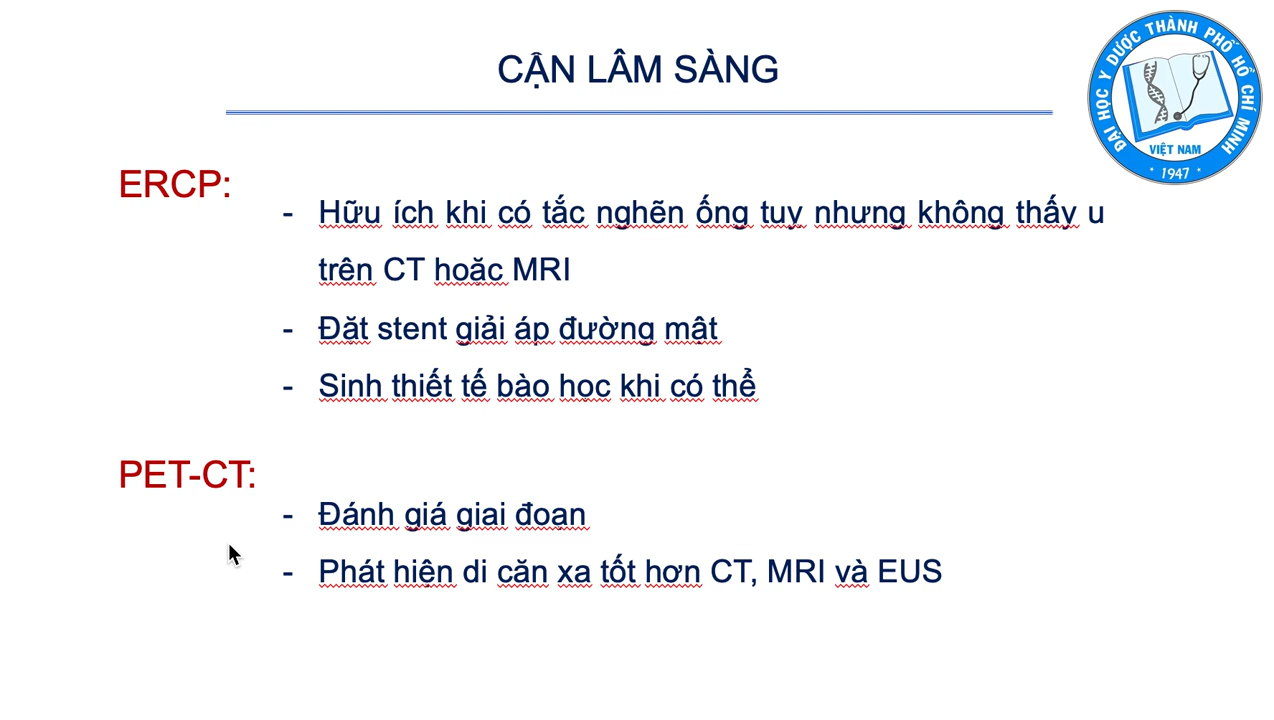 CẬN LÂM SÀNG
ĐẠI HỌC Y DƯỢC THÀNH PHỐ HỒ CHÍ MINH
VIỆT NAM
1947
ERCP:
- Hữu ích khi có tắc nghẽn ống tuỵ nhưng không thấy u
trên CT hoặc MRI
- Đặt stent giải áp đường mật
- Sinh thiết tế bào học khi có thể
PET-CT:
- Đánh giá giai đoạn
- Phát hiện di căn xa tốt hơn CT, MRI và EUS